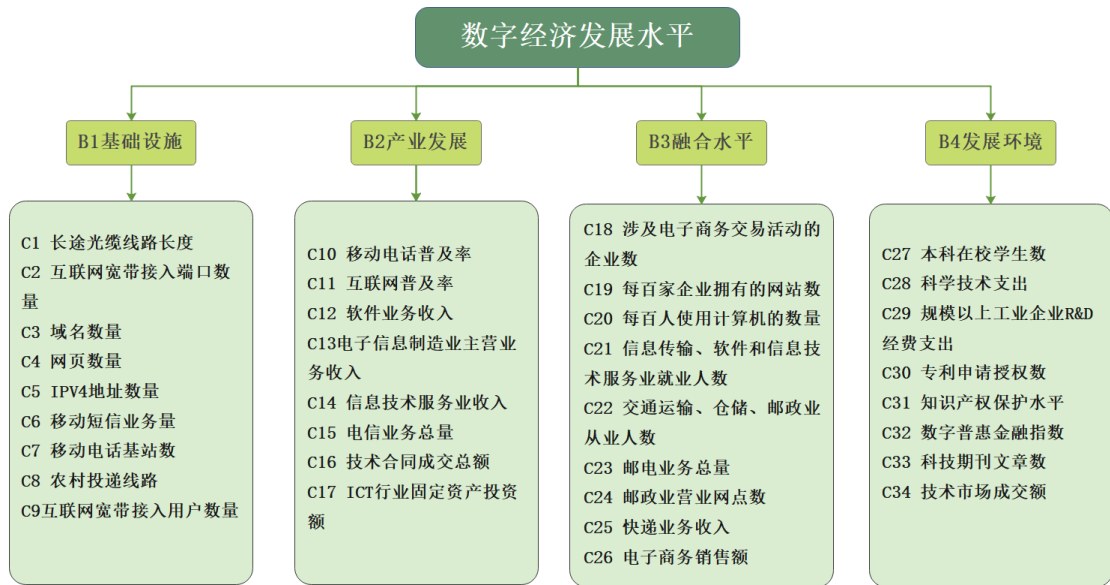 数字经济发展水平
B1基础设施
B2产业发展
B3融合水平
B4发展环境
C1 长途光缆线路长度
C2 互联网宽带接入端口数
量
C3 域名数量
C4 网页数量
C5 IPV4地址数量
C6 移动短信业务量
C7 移动电话基站数
C8 农村投递线路
C9互联网宽带接入用户数量
C10 移动电话普及率
C11 互联网普及率
C12 软件业务收入
C13电子信息制造业主营业
务收入
C14 信息技术服务业收入
C15 电信业务总量
C16 技术合同成交总额
C17 ICT行业固定资产投资
额
C18 涉及电子商务交易活动的
企业数
C19 每百家企业拥有的网站数
C20 每百人使用计算机的数量
C21 信息传输、软件和信息技
术服务业就业人数
C22 交通运输、仓储、邮政业
从业人数
C23 邮电业务总量
C24 邮政业营业网点数
C25 快递业务收入
C26 电子商务销售额
C27 本科在校学生数
C28 科学技术支出
C29 规模以上工业企业R&D
经费支出
C30 专利申请授权数
C31 知识产权保护水平
C32 数字普惠金融指数
C33 科技期刊文章数
C34 技术市场成交额